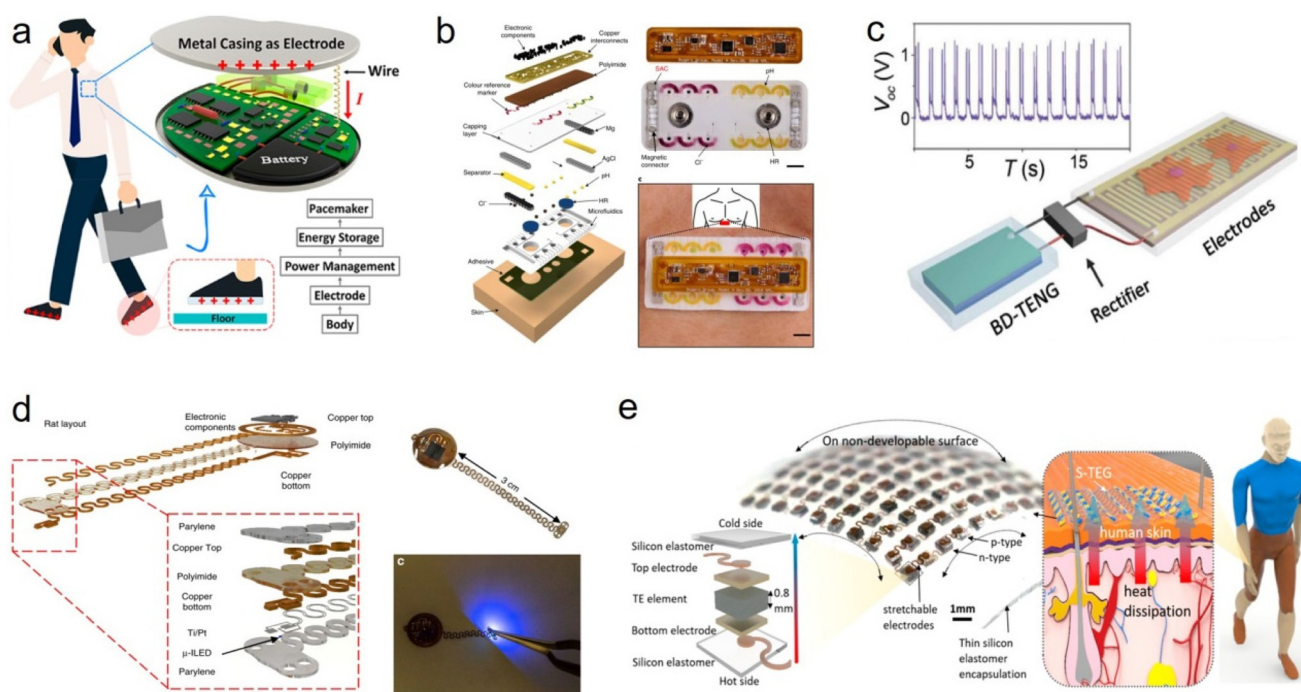 a
Metal Casing as Electrode
Wire
I
Battery
Pacemaker
Energy Storage
Power Management
Electrode
Body
Floor
b
Electronic
components
Copper
interconnects
Polyimide
Colour reference
marker
Capping
layer
Mg
AgCl
Separator
pH
Cl⁻
HR
Microfluidics
Adhesive
Skin
SAC
pH
Magnetic
connector
Cl⁻
HR
c
c
V_oc (V)
1
0
5
10
15
T (s)
Electrodes
Rectifier
BD-TENG
d
Rat layout
Electronic
components
Copper top
Polyimide
Copper
bottom
Parylene
Copper Top
Polyimide
Copper
bottom
Ti/Pt
μ-ILED
Parylene
3 cm
c
e
On non-developable surface
Cold side
Silicon elastomer
Top electrode
TE element
Bottom electrode
Silicon elastomer
Hot side
0.8
mm
p-type
n-type
stretchable
electrodes
1mm
Thin silicon
elastomer
encapsulation
S-TEG
human skin
heat
dissipation